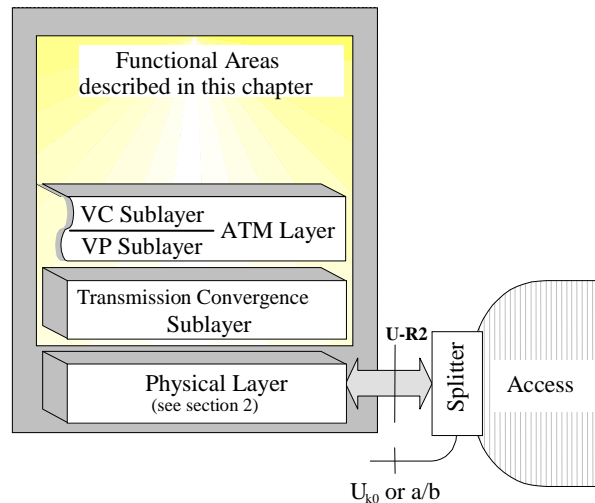 Functional Areas
described in this chapter
VC Sublayer
VP Sublayer
ATM Layer
Transmission Convergence
Sublayer
Physical Layer
(see section 2)
U-R2
Splitter
Access
Uk0 or a/b